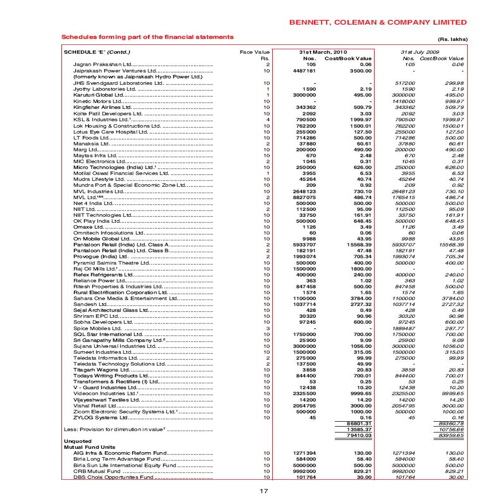 BENNETT, COLEMAN & COMPANY LIMITED
Schedules forming part of the financial statements (Rs. lakhs)
SCHEDULE 'E' (Contd.) Face Value 31st March, 2010 31st July 2009
Rs. Nos. Cost/Book Value Nos. Cost/Book Value
Jagran Prakashan Ltd. 2 105 0.06 105 0.06
Jaiprakash Power Ventures Ltd. 10 4487181 3500.00 - -
(formerly known as Jaiprakash Hydro Power Ltd.)
JHS Svendgaard Laboratories Ltd. 10 - - 517200 299.98
Jyothy Laboratories Ltd. 1 1590 2.19 1590 2.19
Karuturi Global Ltd. 1 3000000 495.00 3000000 495.00
Kinetic Motors Ltd. 10 - - 1418000 999.97
Kingfisher Airlines Ltd. 10 343362 509.79 343362 509.79
Kolte Patil Developers Ltd. 10 2092 3.03 2092 3.03
KSL & Industries Ltd. 4 790500 1999.97 790500 1999.97
Lok Housing & Constructions Ltd. 10 762200 1500.01 762200 1500.01
Lotus Eye Care Hospital Ltd. 10 255000 127.50 255000 127.50
LT Foods Ltd. 10 714286 500.00 714286 500.00
Manaksia Ltd. 2 37880 60.61 37880 60.61
Marg Ltd. 10 200000 490.00 200000 490.00
Maytas Infra Ltd. 10 670 2.48 670 2.48
MIC Electronics Ltd. 2 1046 0.31 1045 0.31
Micro Technologies (India) Ltd. 10 250000 626.00 250000 626.00
Motilal Oswal Financial Services Ltd. 1 3955 6.53 3955 6.53
Mudra Lifestyle Ltd. 10 45264 40.74 45264 40.74
Mundra Port & Special Economic Zone Ltd. 10 209 0.92 209 0.92
MVL Industries Ltd. 10 2648123 730.10 2648123 730.10
MVL Ltd. 2 8827075 486.74 1765415 486.74
Net 4 India Ltd. 10 500000 500.00 500000 500.00
NIIT Ltd. 2 112500 95.09 112500 95.09
NIIT Technologies Ltd. 10 33750 161.91 33750 161.91
OK Play India Ltd. 10 500000 648.45 500000 648.45
Omaxe Ltd. 10 1126 3.49 1126 3.49
Omnitech Infosolutions Ltd. 10 60 0.06 60 0.06
On Mobile Global Ltd. 10 9988 43.95 9988 43.95
Pantaloon Retail (India) Ltd. Class A 2 5933707 15568.39 5933707 15568.39
Pantaloon Retail (India) Ltd. Class B 2 182191 47.48 182191 47.48
Provogue (India) Ltd. 2 1993074 705.34 1993074 705.34
Pyramid Saimira Theatre Ltd. 10 500000 400.00 500000 400.00
Raj Oil Mills Ltd. 10 1500000 1800.00 - -
Refex Refrigerants Ltd. 10 400000 240.00 400000 240.00
Reliance Power Ltd. 10 363 1.02 363 1.02
Ritesh Properties & Industries Ltd. 10 847458 500.00 847458 500.00
Rural Electrification Corporation Ltd. 10 1574 1.65 1574 1.65
Sahara One Media & Entertainment Ltd. 10 1100000 3784.00 1100000 3784.00
Sandesh Ltd. 10 1037714 2727.32 1037714 2727.32
Sejal Architectural Glass Ltd. 10 428 0.49 428 0.49
Shriram EPC Ltd. 10 30320 90.96 30320 90.96
Sobha Developers Ltd. 10 97245 600.00 97245 600.00
Spice Mobiles Ltd. 3 - - 1889487 287.77
SQL Star International Ltd. 10 1750000 700.00 1750000 700.00
Sri Ganapathy Mills Company Ltd. 10 25900 9.09 25900 9.09
Sujana Universal Industries Ltd. 10 3000000 1056.00 3000000 1056.00
Sumeet Industries Ltd. 10 1500000 315.05 1500000 315.05
Teledata Informatics Ltd. 2 275000 99.99 275000 99.99
Teledata Technology Solutions Ltd. 2 137500 49.99 - -
Titagarh Wagons Ltd. 10 3858 20.83 3858 20.83
Todays Writing Products Ltd. 10 844400 700.01 844400 700.01
Transformers & Rectifiers (I) Ltd. 10 53 0.25 53 0.25
V - Guard Industries Ltd. 10 12438 10.20 12438 10.20
Videocon Industries Ltd. 10 2325500 9999.65 2325500 9999.65
Vijayeshwari Textiles Ltd. 10 14200 14.20 14200 14.20
Vishal Retail Ltd. 10 2054795 3000.00 2054795 3000.00
Zicom Electronic Security Systems Ltd. 10 500000 1000.00 500000 1000.00
ZYLOG Systems Ltd. 10 45 0.16 45 0.16
Less: Provision for diminution in value
Unquoted
Mutual Fund Units
AIG Infra & Economic Reform Fund 10 1271394 130.00 1271394 130.00
Birla Long Term Advantage Fund 10 584000 58.40 584000 58.40
Birla Sun Life International Equity Fund 10 5000000 500.00 5000000 500.00
CRB Mutual Fund 10 9992000 829.21 9992000 829.21
DBS Chola Opportunities Fund 10 101764 30.00 101764 30.00
17